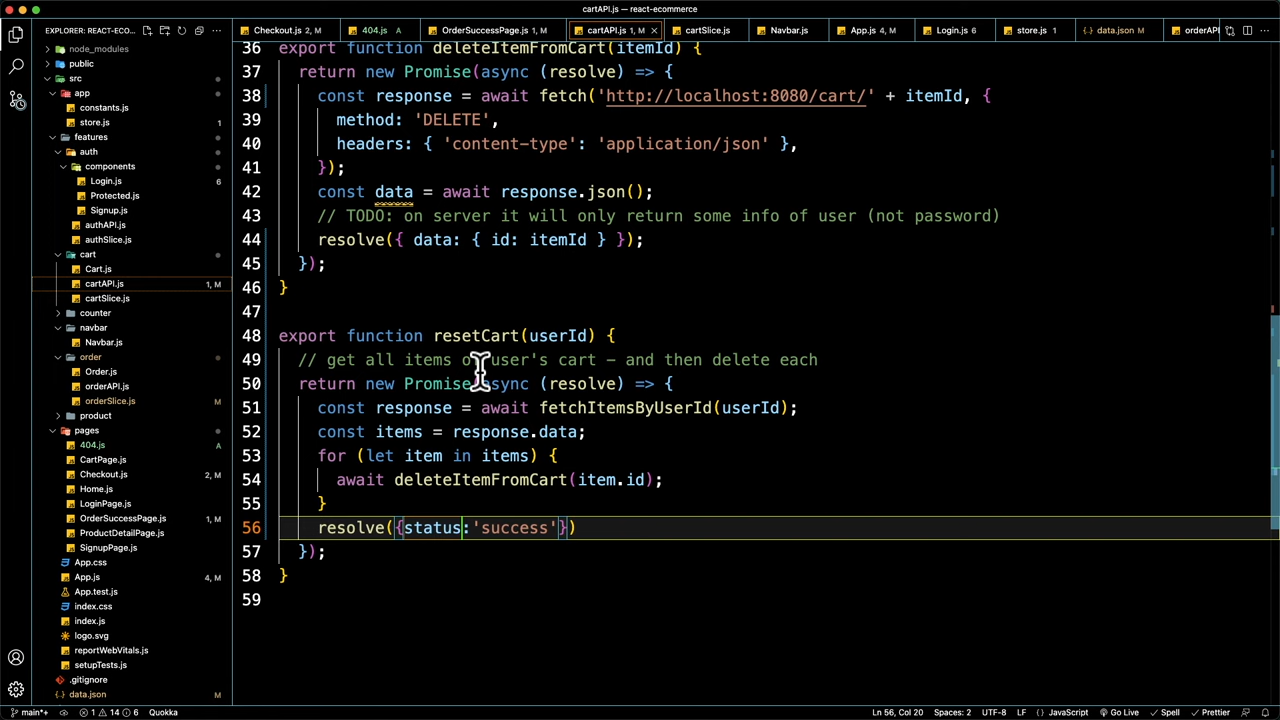 cartAPI.js — react-ecommerce
EXPLORER: REACT-ECO...
Checkout.js 2, M
404.js A
OrderSuccessPage.js 1, M
cartAPI.js 1, M
cartSlice.js
Navbar.js
App.js 4, M
Login.js 6
store.js 1
data.json M
orderAPI
node_modules
public
src
app
constants.js
store.js 1
features
auth
components
Login.js 6
Protected.js
Signup.js
authAPI.js
authSlice.js
cart
Cart.js
cartAPI.js 1, M
cartSlice.js
counter
navbar
Navbar.js
order
Order.js
orderAPI.js
orderSlice.js M
product
pages
404.js A
CartPage.js
Checkout.js 2, M
Home.js
LoginPage.js
OrderSuccessPage.js 1, M
ProductDetailPage.js
SignupPage.js
App.css
App.js 4, M
App.test.js
index.css
index.js
logo.svg
reportWebVitals.js
setupTests.js
.gitignore
data.json M
36 export function deleteItemFromCart(itemId) {
37 return new Promise(async (resolve) => {
38 const response = await fetch('http://localhost:8080/cart/' + itemId, {
39 method: 'DELETE',
40 headers: { 'content-type': 'application/json' },
41 });
42 const data = await response.json();
43 // TODO: on server it will only return some info of user (not password)
44 resolve({ data: { id: itemId } });
45 });
46 }
47
48 export function resetCart(userId) {
49 // get all items of user's cart - and then delete each
50 return new Promise(async (resolve) => {
51 const response = await fetchItemsByUserId(userId);
52 const items = response.data;
53 for (let item in items) {
54 await deleteItemFromCart(item.id);
55 }
56 resolve({status:'success'})
57 });
58 }
59
main*+
1 14 6
Quokka
Ln 56, Col 20
Spaces: 2
UTF-8
LF
{ } JavaScript
Go Live
Spell
Prettier